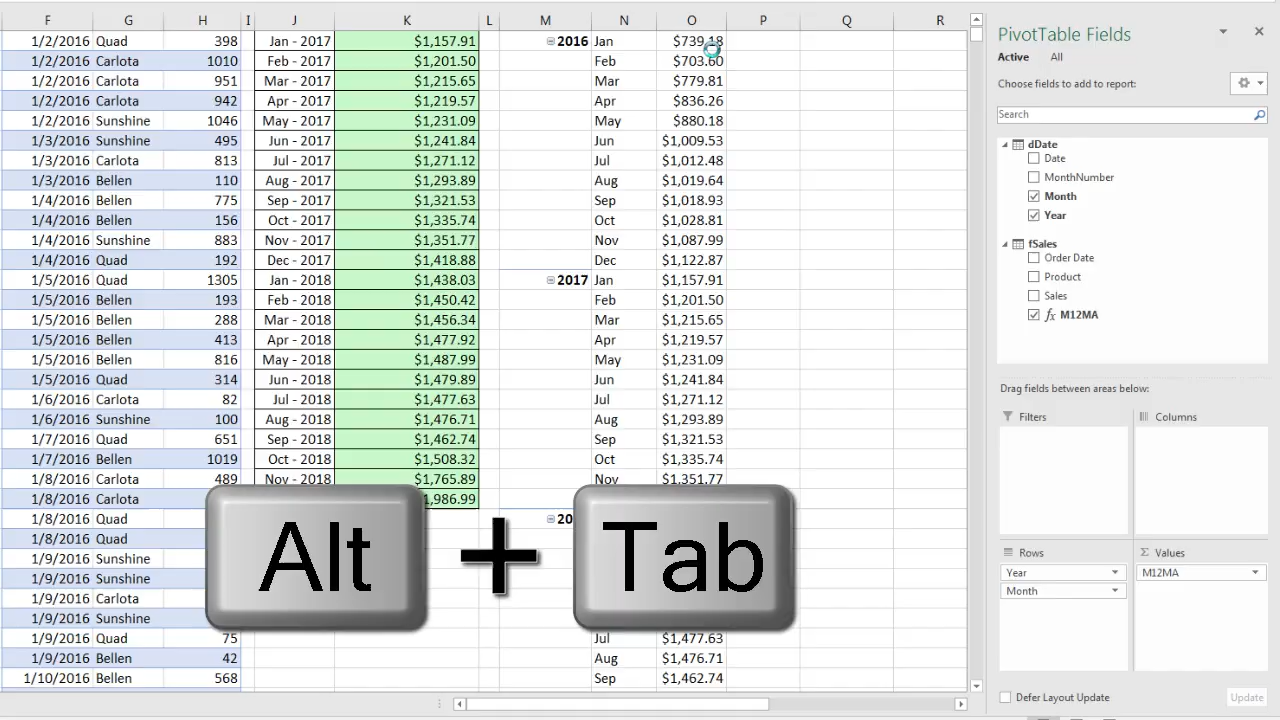 F G H I J K L M N O P Q R
1/2/2016 Quad 398 Jan - 2017 $1,157.91 2016 Jan $739.18
1/2/2016 Carlota 1010 Feb - 2017 $1,201.50 Feb $703.60
1/2/2016 Carlota 951 Mar - 2017 $1,215.65 Mar $779.81
1/2/2016 Carlota 942 Apr - 2017 $1,219.57 Apr $836.26
1/2/2016 Sunshine 1046 May - 2017 $1,231.09 May $880.18
1/3/2016 Sunshine 495 Jun - 2017 $1,241.84 Jun $1,009.53
1/3/2016 Carlota 813 Jul - 2017 $1,271.12 Jul $1,012.48
1/3/2016 Bellen 110 Aug - 2017 $1,293.89 Aug $1,019.64
1/4/2016 Bellen 775 Sep - 2017 $1,321.53 Sep $1,018.93
1/4/2016 Bellen 156 Oct - 2017 $1,335.74 Oct $1,028.81
1/4/2016 Sunshine 883 Nov - 2017 $1,351.77 Nov $1,087.99
1/4/2016 Quad 192 Dec - 2017 $1,418.88 Dec $1,122.87
1/5/2016 Quad 1305 Jan - 2018 $1,438.03 2017 Jan $1,157.91
1/5/2016 Bellen 193 Feb - 2018 $1,450.42 Feb $1,201.50
1/5/2016 Bellen 288 Mar - 2018 $1,456.34 Mar $1,215.65
1/5/2016 Bellen 413 Apr - 2018 $1,477.92 Apr $1,219.57
1/5/2016 Bellen 816 May - 2018 $1,487.99 May $1,231.09
1/5/2016 Quad 314 Jun - 2018 $1,479.89 Jun $1,241.84
1/6/2016 Carlota 82 Jul - 2018 $1,477.63 Jul $1,271.12
1/6/2016 Sunshine 100 Aug - 2018 $1,476.71 Aug $1,293.89
1/7/2016 Quad 651 Sep - 2018 $1,462.74 Sep $1,321.53
1/7/2016 Bellen 1019 Oct - 2018 $1,508.32 Oct $1,335.74
1/8/2016 Carlota 489 Nov - 2018 $1,765.89 Nov $1,351.77
1/8/2016 Carlota ,986.99
1/8/2016 Quad 20
1/8/2016 Quad
1/9/2016 Sunshine
1/9/2016 Sunshine
1/9/2016 Carlota
1/9/2016 Sunshine
1/9/2016 Quad 75 Jul $1,477.63
1/9/2016 Bellen 42 Aug $1,476.71
1/10/2016 Bellen 568 Sep $1,462.74
Alt + Tab
PivotTable Fields
Active All
Choose fields to add to report:
Search
dDate
Date
MonthNumber
Month
Year
fSales
Order Date
Product
Sales
fx M12MA
Drag fields between areas below:
Filters Columns
Rows Σ Values
Year M12MA
Month
Defer Layout Update Update